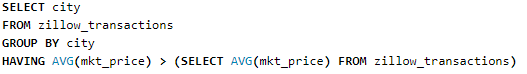 SELECT city
FROM zillow_transactions
GROUP BY city
HAVING AVG(mkt_price) > (SELECT AVG(mkt_price) FROM zillow_transactions)